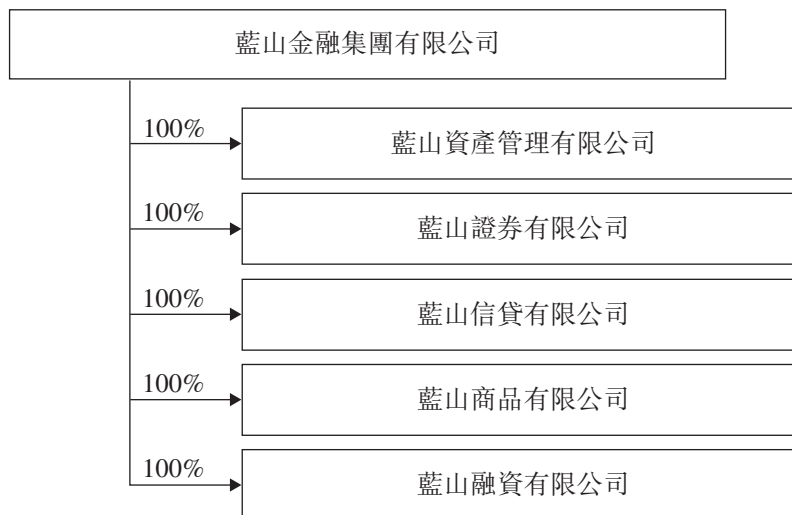 藍山金融集團有限公司
100%
藍山資產管理有限公司
100%
藍山證券有限公司
100%
藍山信貸有限公司
100%
藍山商品有限公司
100%
藍山融資有限公司